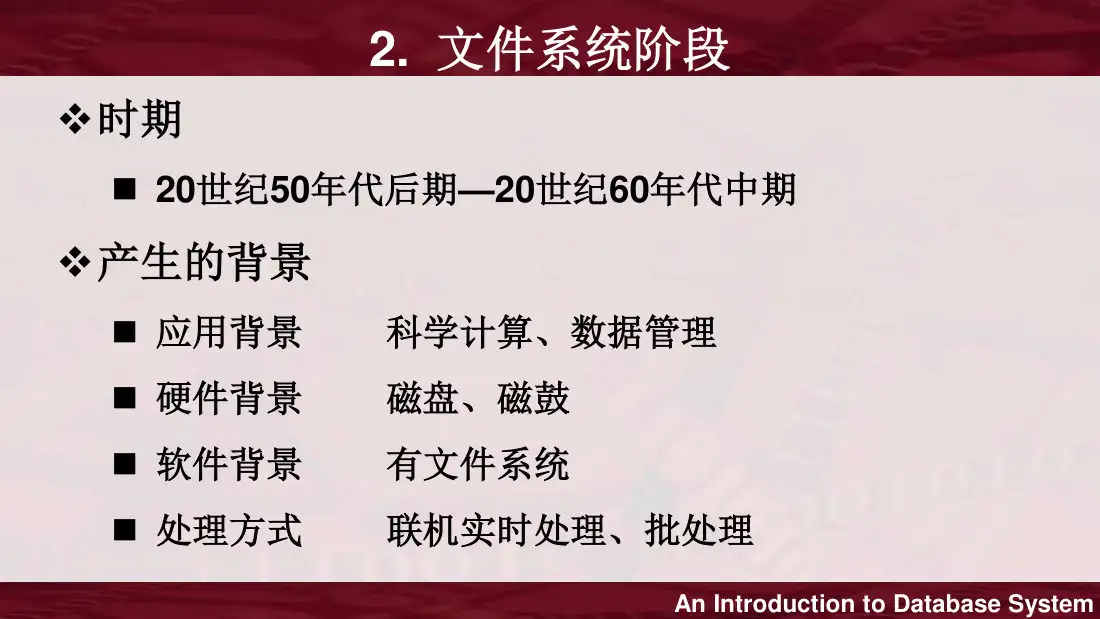 2. 文件系统阶段
❖时期
■ 20世纪50年代后期—20世纪60年代中期
❖产生的背景
■ 应用背景 科学计算、数据管理
■ 硬件背景 磁盘、磁鼓
■ 软件背景 有文件系统
■ 处理方式 联机实时处理、批处理
An Introduction to Database System